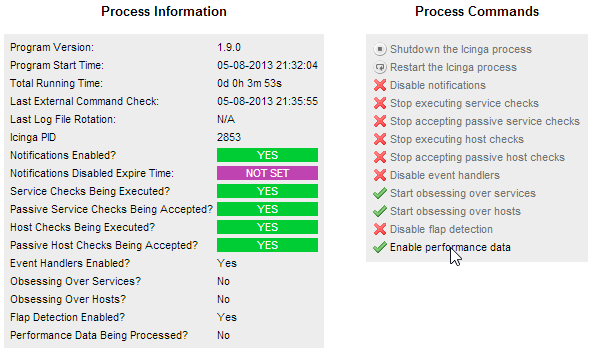 Process Information
Program Version: 1.9.0
Program Start Time: 05-08-2013 21:32:04
Total Running Time: 0d 0h 3m 53s
Last External Command Check: 05-08-2013 21:35:55
Last Log File Rotation: N/A
Icinga PID 2853
Notifications Enabled? YES
Notifications Disabled Expire Time: NOT SET
Service Checks Being Executed? YES
Passive Service Checks Being Accepted? YES
Host Checks Being Executed? YES
Passive Host Checks Being Accepted? YES
Event Handlers Enabled? Yes
Obsessing Over Services? No
Obsessing Over Hosts? No
Flap Detection Enabled? Yes
Performance Data Being Processed? No
Process Commands
Shutdown the Icinga process
Restart the Icinga process
Disable notifications
Stop executing service checks
Stop accepting passive service checks
Stop executing host checks
Stop accepting passive host checks
Disable event handlers
Start obsessing over services
Start obsessing over hosts
Disable flap detection
Enable performance data